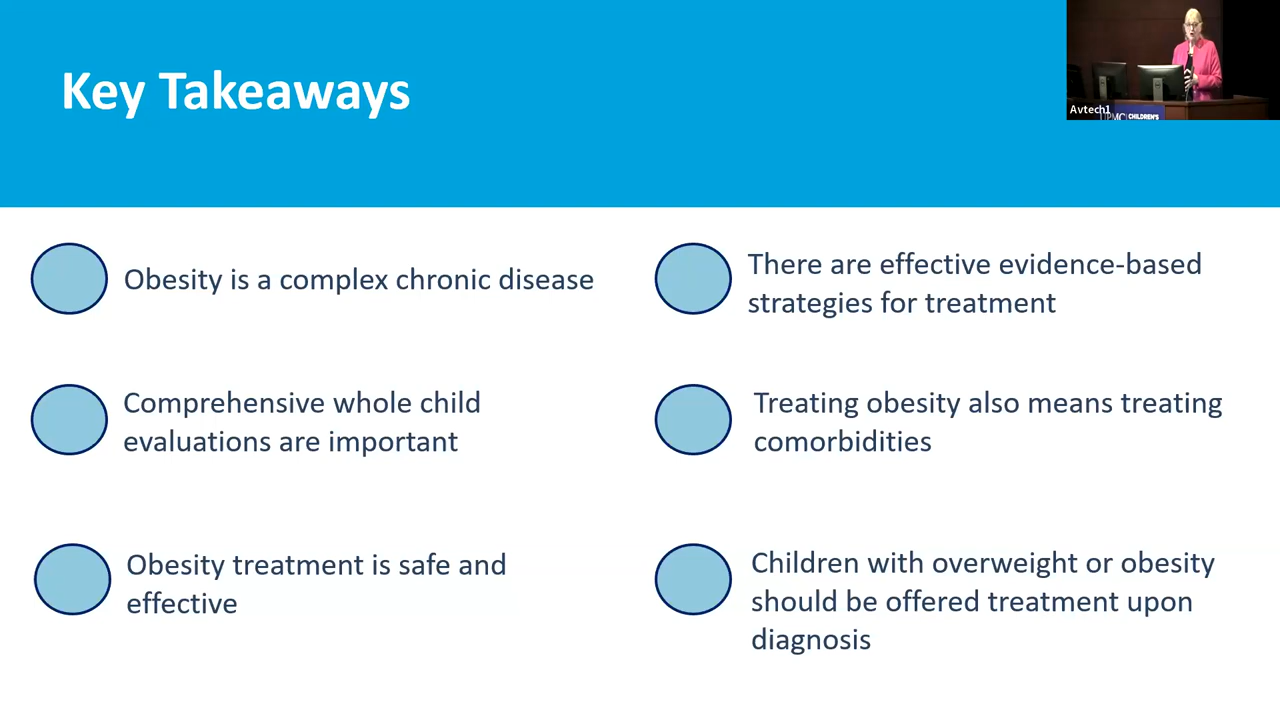 Key Takeaways
Avtech1
UPMC CHILDREN'S
Obesity is a complex chronic disease
Comprehensive whole child
evaluations are important
Obesity treatment is safe and
effective
There are effective evidence-based
strategies for treatment
Treating obesity also means treating
comorbidities
Children with overweight or obesity
should be offered treatment upon
diagnosis